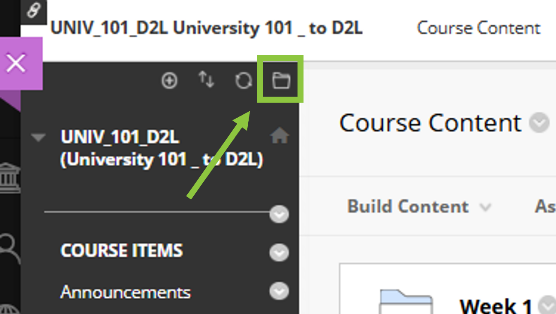 UNIV_101_D2L University 101 _ to D2L
Course Content
UNIV_101_D2L
(University 101 _ to D2L)
COURSE ITEMS
Announcements
Course Content
Build Content
As
Week 1